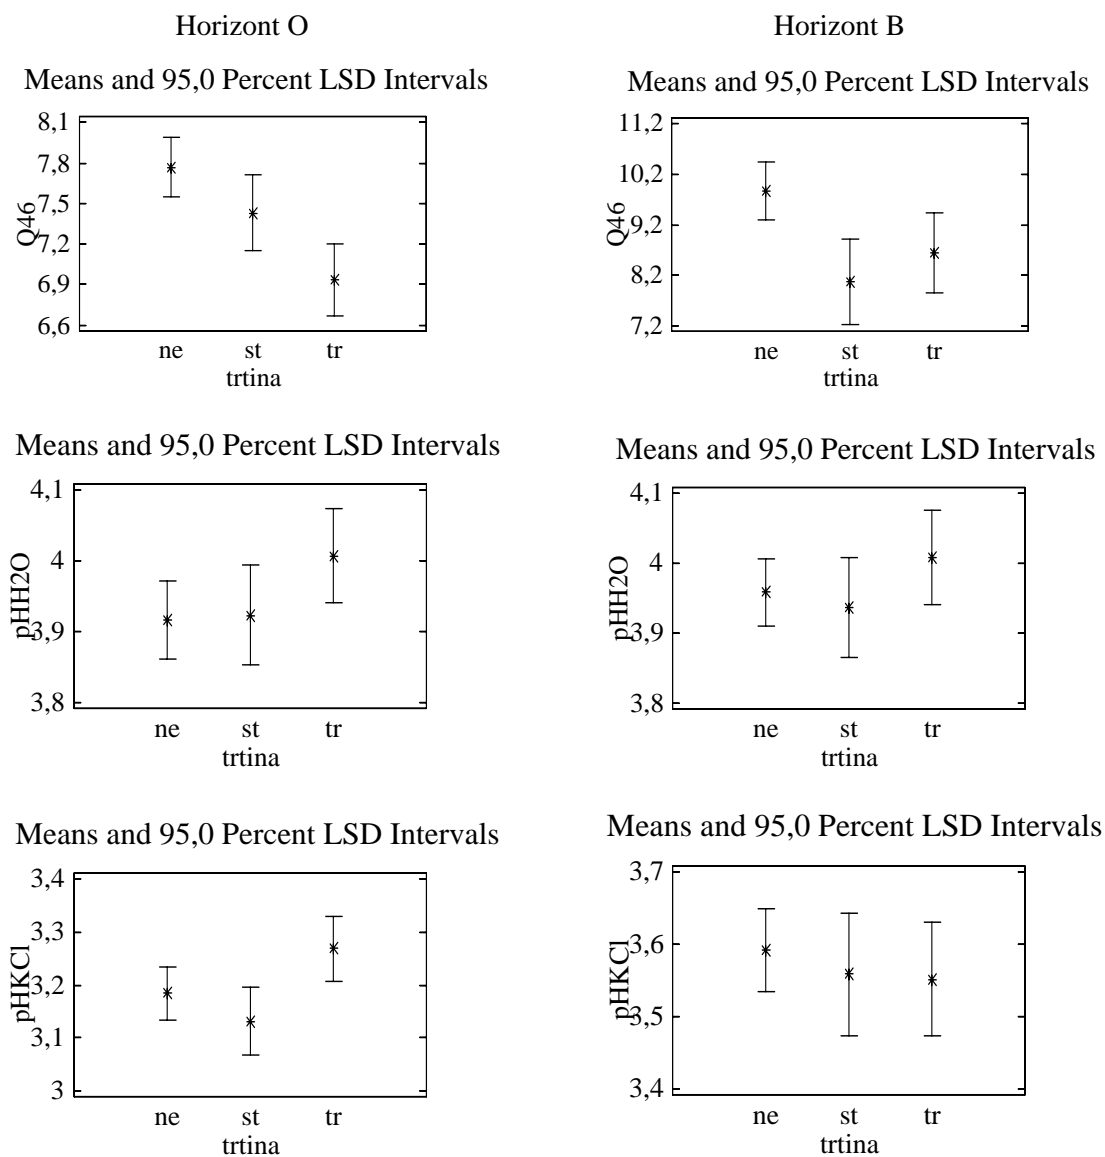 Horizont O
Means and 95,0 Percent LSD Intervals
8,1
7,8
7,5
7,2
6,9
6,6
Q46
ne st tr
trtina
Horizont B
Means and 95,0 Percent LSD Intervals
11,2
10,2
9,2
8,2
7,2
Q46
ne st tr
trtina
Means and 95,0 Percent LSD Intervals
4,1
4
3,9
3,8
pHH2O
ne st tr
trtina
Means and 95,0 Percent LSD Intervals
4,1
4
3,9
3,8
pHH2O
ne st tr
trtina
Means and 95,0 Percent LSD Intervals
3,4
3,3
3,2
3,1
3
pHKCl
ne st tr
trtina
Means and 95,0 Percent LSD Intervals
3,7
3,6
3,5
3,4
pHKCl
ne st tr
trtina